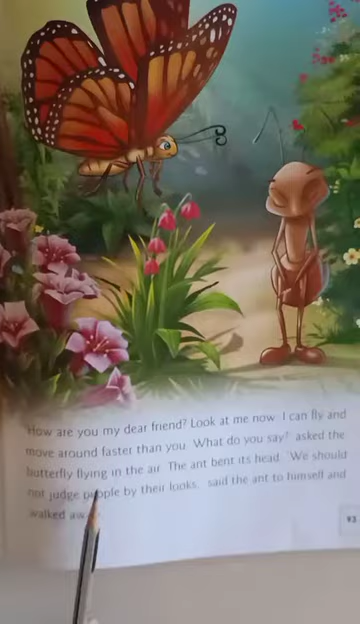 How are you my dear friend? Look at me now. I can fly and
move around faster than you. What do you say?' asked the
butterfly flying in the air. The ant bent its head. 'We should
not judge people by their looks,' said the ant to himself and
walked
93